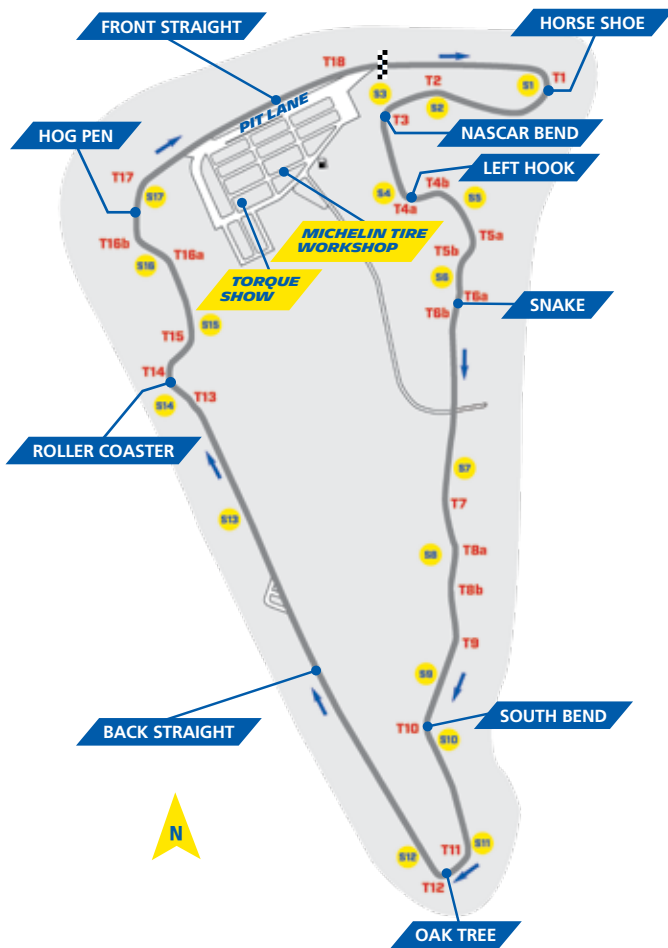 FRONT STRAIGHT
HORSE SHOE
T18
T1
T2
S1
S3
S2
PIT LANE
T3
NASCAR BEND
HOG PEN
LEFT HOOK
T17
S17
S4
T4b
S5
T4a
MICHELIN TIRE
WORKSHOP
T5a
T16b
T16a
T5b
S16
TORQUE
SHOW
S6
T6a
SNAKE
T6b
S15
T15
T14
T13
S14
ROLLER COASTER
S7
T7
S13
S8
T8a
T8b
T9
S9
BACK STRAIGHT
SOUTH BEND
T10
S10
N
S12
T11
S11
T12
OAK TREE